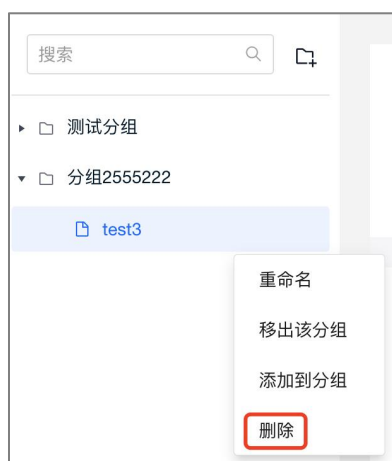 搜索
测试分组
分组2555222
test3
重命名
移出该分组
添加到分组
删除